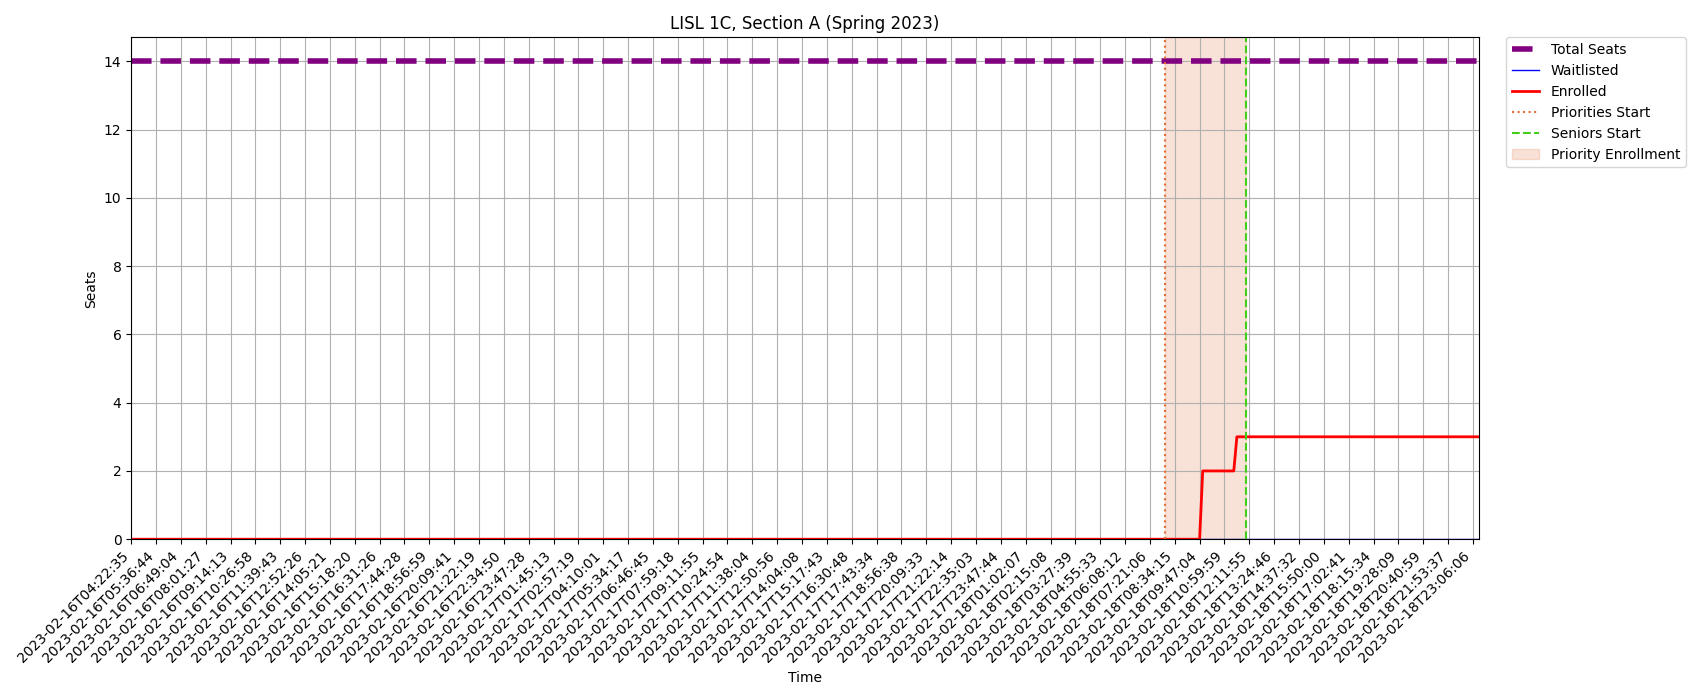 LISL 1C, Section A (Spring 2023)
Total Seats
Waitlisted
Enrolled
Priorities Start
Seniors Start
Priority Enrollment
Seats
14
12
10
8
6
4
2
0
2023-02-16T04:22:35
2023-02-16T05:36:44
2023-02-16T06:49:04
2023-02-16T08:01:27
2023-02-16T09:14:13
2023-02-16T10:26:58
2023-02-16T11:39:43
2023-02-16T12:52:26
2023-02-16T14:05:21
2023-02-16T15:18:20
2023-02-16T16:31:26
2023-02-16T17:44:28
2023-02-16T18:56:59
2023-02-16T20:09:41
2023-02-16T21:22:19
2023-02-16T22:34:50
2023-02-16T23:47:28
2023-02-17T01:45:13
2023-02-17T02:57:19
2023-02-17T04:10:01
2023-02-17T05:34:17
2023-02-17T06:46:45
2023-02-17T07:59:18
2023-02-17T09:11:55
2023-02-17T10:24:54
2023-02-17T11:38:04
2023-02-17T12:50:56
2023-02-17T14:04:08
2023-02-17T15:17:43
2023-02-17T16:30:48
2023-02-17T17:43:34
2023-02-17T18:56:38
2023-02-17T20:09:33
2023-02-17T21:22:14
2023-02-17T22:35:03
2023-02-17T23:47:44
2023-02-18T01:02:07
2023-02-18T02:15:08
2023-02-18T03:27:39
2023-02-18T04:55:33
2023-02-18T06:08:12
2023-02-18T07:21:06
2023-02-18T08:34:15
2023-02-18T09:47:04
2023-02-18T10:59:59
2023-02-18T12:11:55
2023-02-18T13:24:46
2023-02-18T14:37:32
2023-02-18T15:50:00
2023-02-18T17:02:41
2023-02-18T18:15:34
2023-02-18T19:28:09
2023-02-18T20:40:59
2023-02-18T21:53:37
2023-02-18T23:06:06
Time